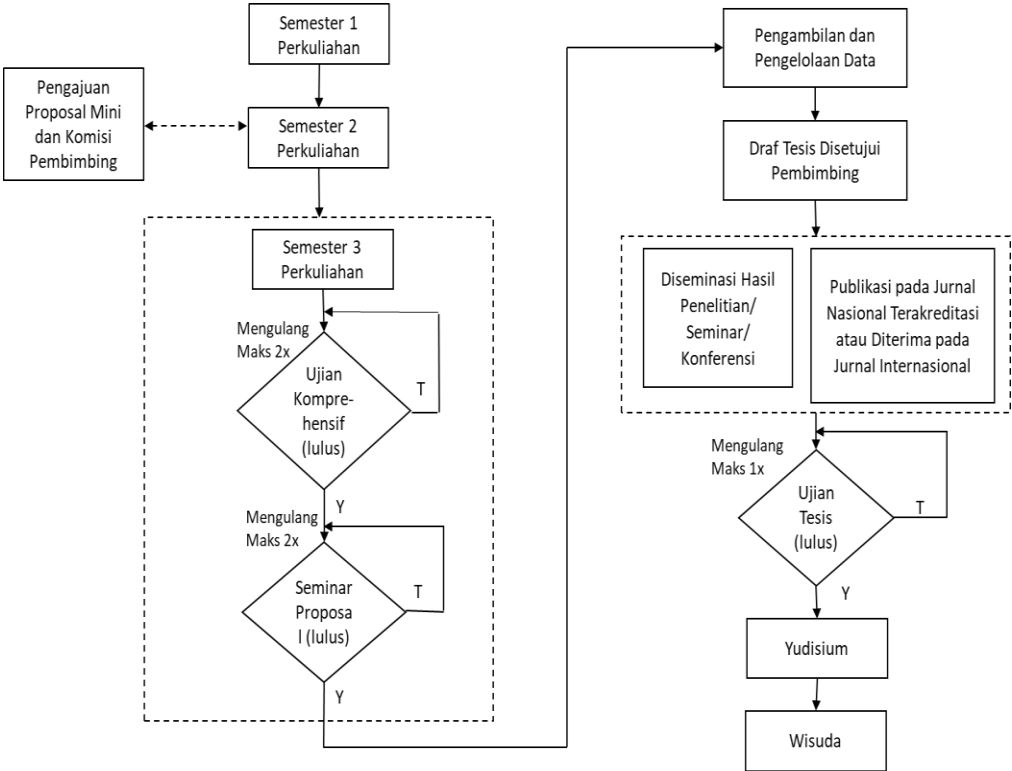 Semester 1
Perkuliahan
Pengajuan
Proposal Mini
dan Komisi
Pembimbing
Semester 2
Perkuliahan
Semester 3
Perkuliahan
Mengulang
Maks 2x
Ujian
Kompre-
hensif
(lulus)
T
Y
Mengulang
Maks 2x
Seminar
Proposa
l (lulus)
T
Y
Pengambilan dan
Pengelolaan Data
Draf Tesis Disetujui
Pembimbing
Diseminasi Hasil
Penelitian/
Seminar/
Konferensi
Publikasi pada Jurnal
Nasional Terakreditasi
atau Diterima pada
Jurnal Internasional
Mengulang
Maks 1x
Ujian
Tesis
(lulus)
T
Y
Yudisium
Wisuda